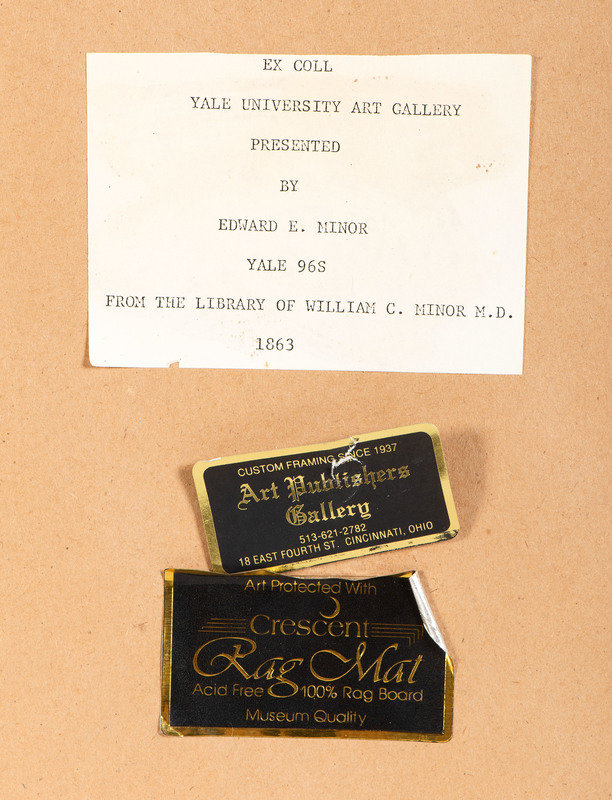 EX COLL
YALE UNIVERSITY ART GALLERY
PRESENTED
BY
EDWARD E. MINOR
YALE 96S
FROM THE LIBRARY OF WILLIAM C. MINOR M.D.
1863
CUSTOM FRAMING SINCE 1937
Art Publishers
Gallery
513-621-2782
18 EAST FOURTH ST. CINCINNATI, OHIO
Art Protected With
Crescent
Rag Mat
Acid Free 100% Rag Board
Museum Quality